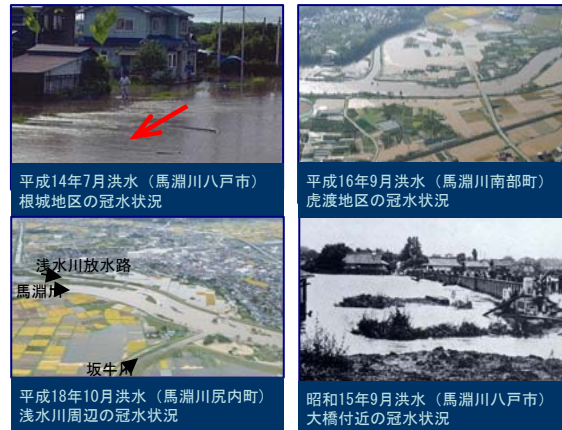 平成14年7月洪水（馬淵川八戸市）
根城地区の冠水状況
平成16年9月洪水（馬淵川南部町）
虎渡地区の冠水状況
浅水川放水路
馬淵川
坂牛川
平成18年10月洪水（馬淵川尻内町）
浅水川周辺の冠水状況
昭和15年9月洪水（馬淵川八戸市）
大橋付近の冠水状況